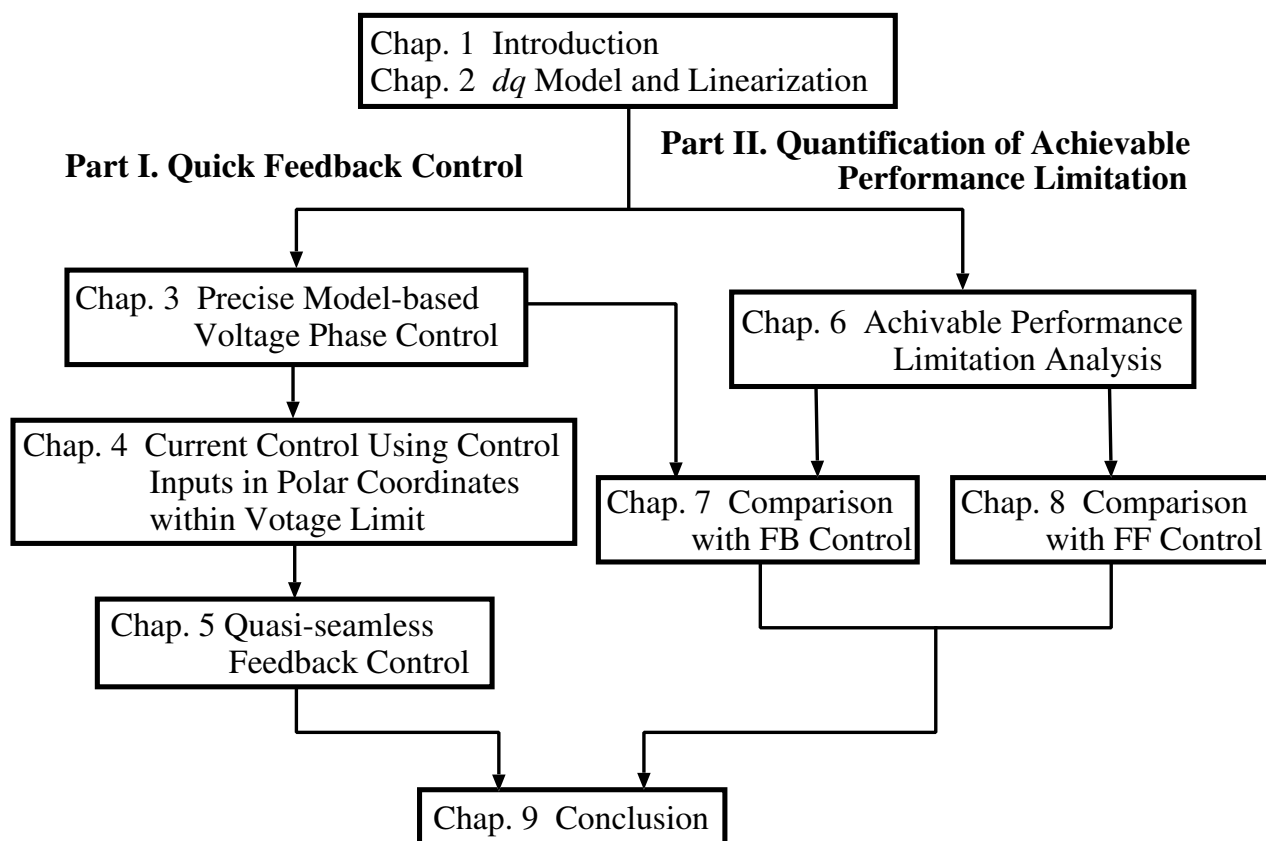 Chap. 1 Introduction
Chap. 2 dq Model and Linearization
Part I. Quick Feedback Control
Part II. Quantification of Achievable
Performance Limitation
Chap. 3 Precise Model-based
Voltage Phase Control
Chap. 6 Achivable Performance
Limitation Analysis
Chap. 4 Current Control Using Control
Inputs in Polar Coordinates
within Votage Limit
Chap. 7 Comparison
with FB Control
Chap. 8 Comparison
with FF Control
Chap. 5 Quasi-seamless
Feedback Control
Chap. 9 Conclusion